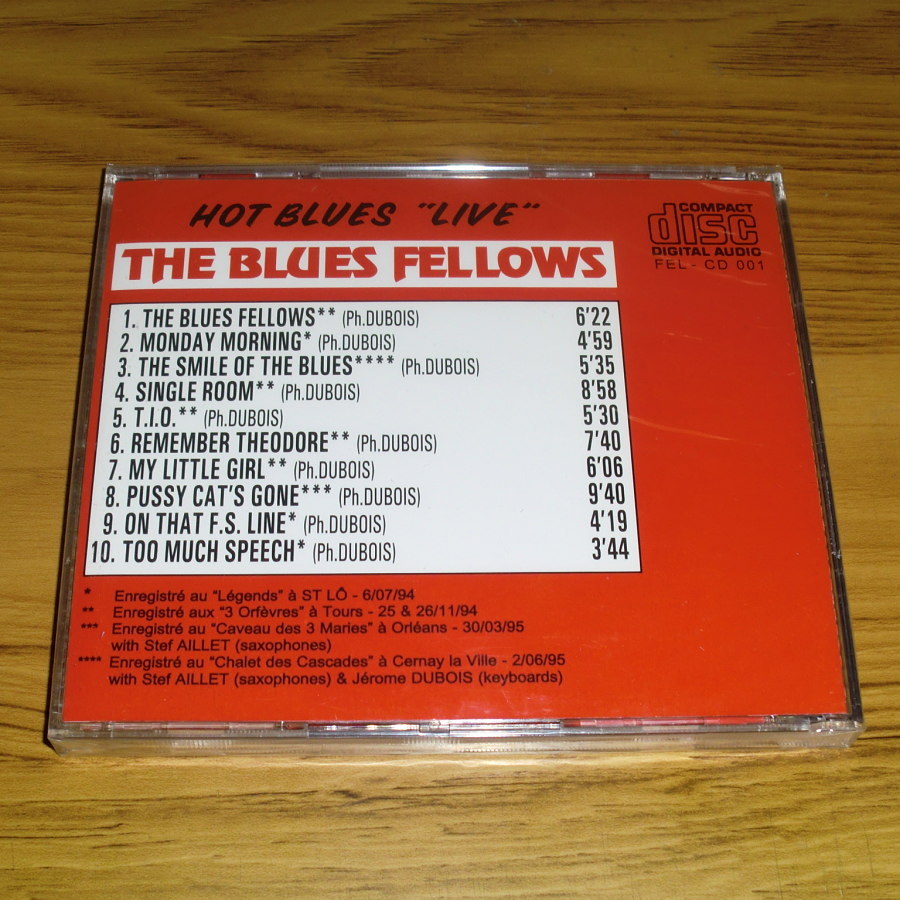 HOT BLUES "LIVE"
THE BLUES FELLOWS
COMPACT
disc
DIGITAL AUDIO
FEL - CD 001
1. THE BLUES FELLOWS** (Ph.DUBOIS) 6'22
2. MONDAY MORNING* (Ph.DUBOIS) 4'59
3. THE SMILE OF THE BLUES**** (Ph.DUBOIS) 5'35
4. SINGLE ROOM** (Ph.DUBOIS) 8'58
5. T.I.O.** (Ph.DUBOIS) 5'30
6. REMEMBER THEODORE** (Ph.DUBOIS) 7'40
7. MY LITTLE GIRL** (Ph.DUBOIS) 6'06
8. PUSSY CAT'S GONE*** (Ph.DUBOIS) 9'40
9. ON THAT F.S. LINE* (Ph.DUBOIS) 4'19
10. TOO MUCH SPEECH* (Ph.DUBOIS) 3'44
* Enregistré au "Légends" à ST LÔ - 6/07/94
** Enregistré aux "3 Orfèvres" à Tours - 25 & 26/11/94
*** Enregistré au "Caveau des 3 Maries" à Orléans - 30/03/95
with Stef AILLET (saxophones)
**** Enregistré au "Chalet des Cascades" à Cernay la Ville - 2/06/95
with Stef AILLET (saxophones) & Jérome DUBOIS (keyboards)